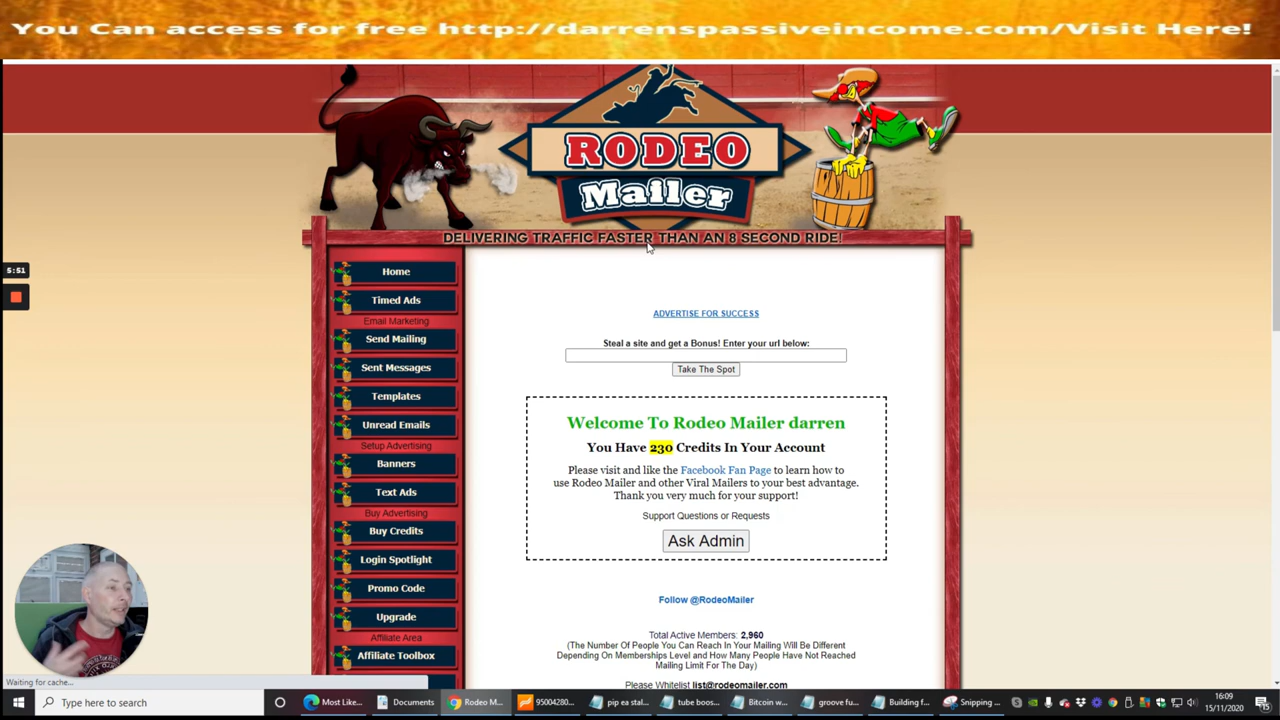 You Can access for free http://darrenspassiveincome.com/Visit Here!
RODEO
Mailer
DELIVERING TRAFFIC FASTER THAN AN 8 SECOND RIDE!
5:51
Home
Timed Ads
Email Marketing
Send Mailing
Sent Messages
Templates
Unread Emails
Setup Advertising
Banners
Text Ads
Buy Advertising
Buy Credits
Login Spotlight
Promo Code
Upgrade
Affiliate Area
Affiliate Toolbox
ADVERTISE FOR SUCCESS
Steal a site and get a Bonus! Enter your url below:
Take The Spot
Welcome To Rodeo Mailer darren
You Have 230 Credits In Your Account
Please visit and like the Facebook Fan Page to learn how to
use Rodeo Mailer and other Viral Mailers to your best advantage.
Thank you very much for your support!
Support Questions or Requests
Ask Admin
Follow @RodeoMailer
Total Active Members: 2,960
(The Number Of People You Can Reach In Your Mailing Will Be Different
Depending On Memberships Level and How Many People Have Not Reached
Mailing Limit For The Day)
Please Whitelist list@rodeomailer.com
Waiting for cache...
Type here to search
Most Like...
Documents
Rodeo M...
95004280...
pip ea stal...
tube boos...
Bitcoin w...
groove fu...
Building f...
Snipping ...
16:09
15/11/2020